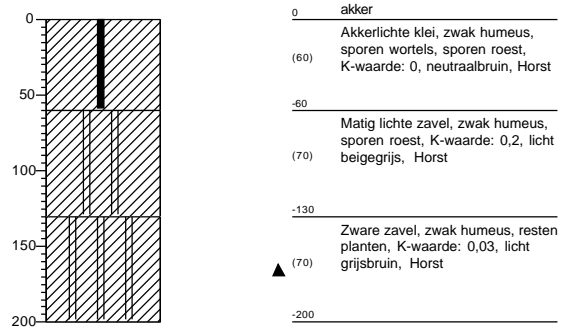 0
50
100
150
200
0 akker
Akkerlichte klei, zwak humeus,
sporen wortels, sporen roest,
(60) K-waarde: 0, neutraalbruin, Horst
-60
Matig lichte zavel, zwak humeus,
sporen roest, K-waarde: 0,2, licht
(70) beigegrijs, Horst
-130
Zware zavel, zwak humeus, resten
planten, K-waarde: 0,03, licht
(70) grijsbruin, Horst
-200